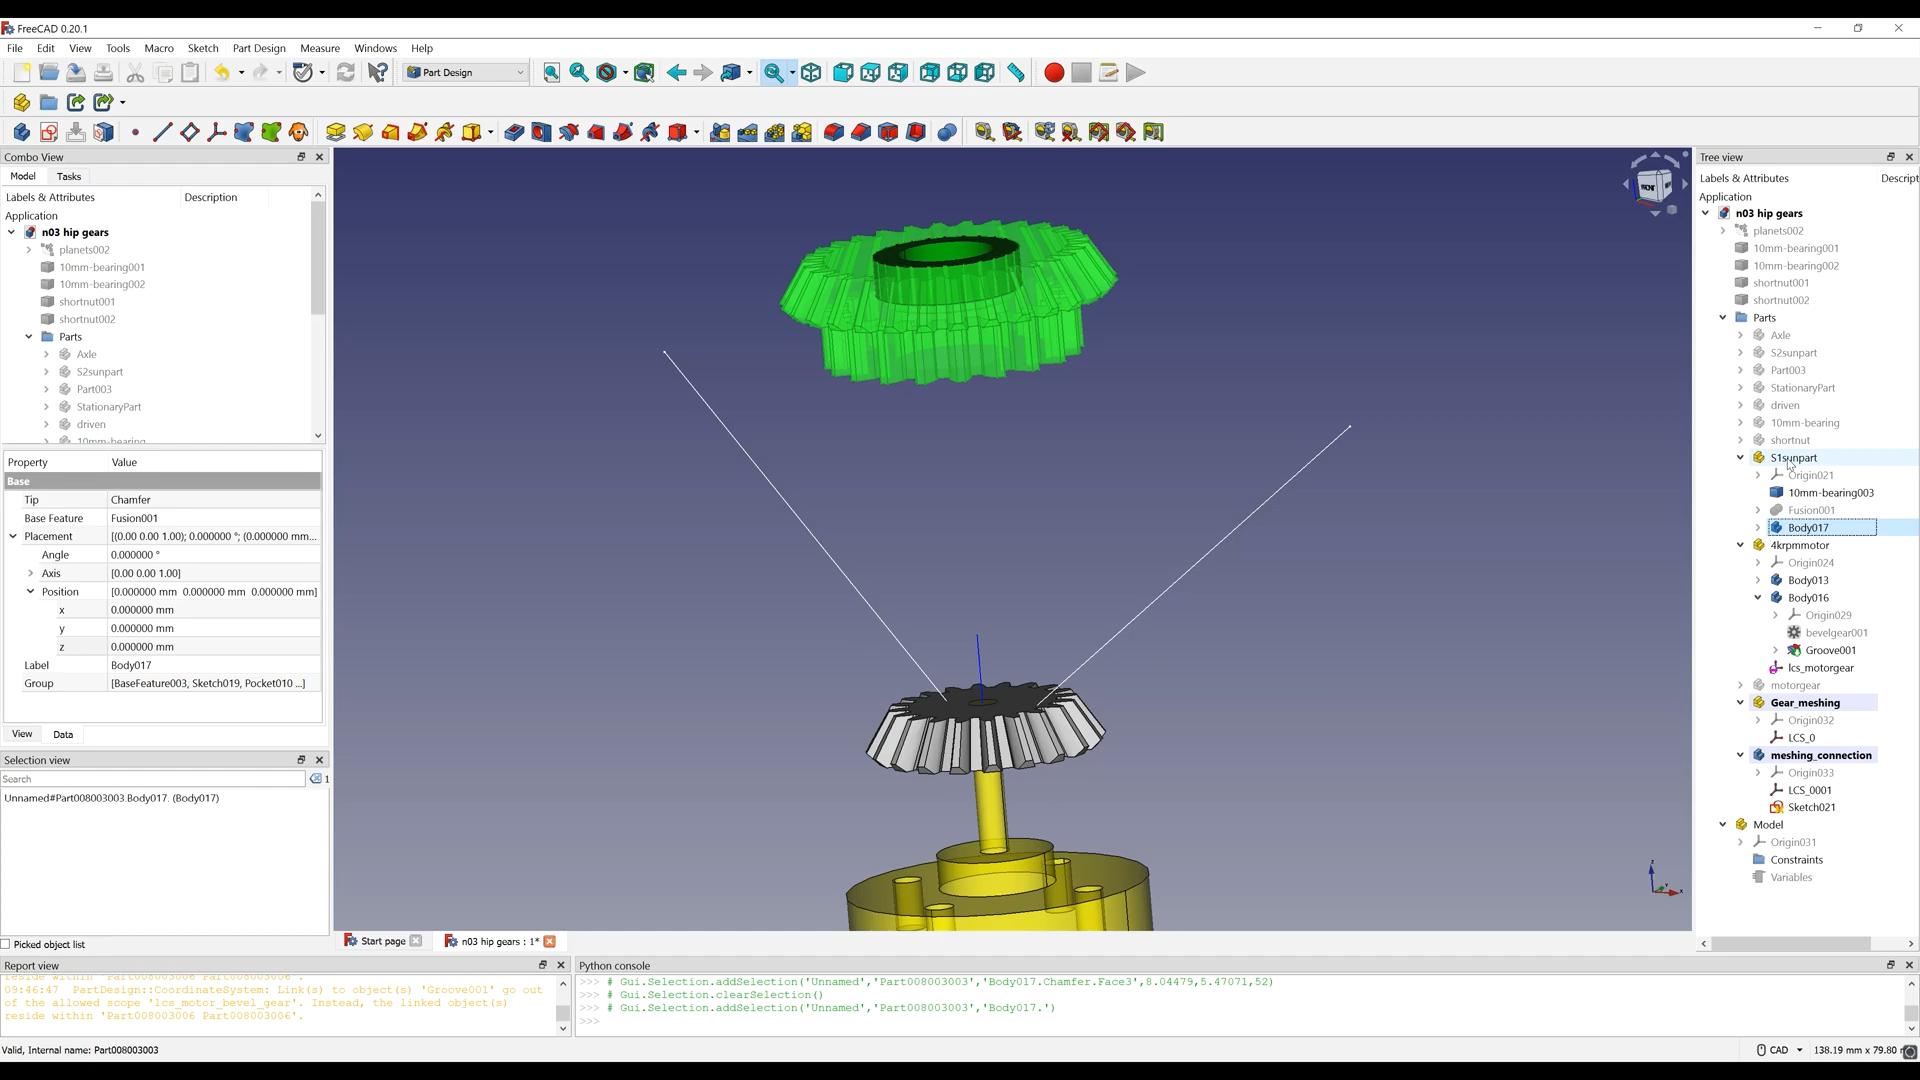 FreeCAD 0.20.1
File Edit View Tools Macro Sketch Part Design Measure Windows Help
Part Design
Combo View
Model Tasks
Labels & Attributes Description
Application
n03 hip gears
planets002
10mm-bearing001
10mm-bearing002
shortnut001
shortnut002
Parts
Axle
S2sunpart
Part003
StationaryPart
driven
10mm-bearing
Property Value
Base
Tip Chamfer
Base Feature Fusion001
Placement [(0.00 0.00 1.00); 0.000000 °; (0.000000 mm...
Angle 0.000000 °
Axis [0.00 0.00 1.00]
Position [0.000000 mm 0.000000 mm 0.000000 mm]
x 0.000000 mm
y 0.000000 mm
z 0.000000 mm
Label Body017
Group [BaseFeature003, Sketch019, Pocket010 ...]
View Data
Selection view
Search 1
Unnamed#Part008003003.Body017. (Body017)
Picked object list
FRONT
z
x
Start page n03 hip gears : 1*
Tree view
Labels & Attributes Descript
Application
n03 hip gears
planets002
10mm-bearing001
10mm-bearing002
shortnut001
shortnut002
Parts
Axle
S2sunpart
Part003
StationaryPart
driven
10mm-bearing
shortnut
S1sunpart
Origin021
10mm-bearing003
Fusion001
Body017
4krpmmotor
Origin024
Body013
Body016
Origin029
bevelgear001
Groove001
lcs_motorgear
motorgear
Gear_meshing
Origin032
LCS_0
meshing_connection
Origin033
LCS_0001
Sketch021
Model
Origin031
Constraints
Variables
Report view
reside within 'Part008003006 Part008003006'.
09:46:47 PartDesign::CoordinateSystem: Link(s) to object(s) 'Groove001' go out
of the allowed scope 'lcs_motor_bevel_gear'. Instead, the linked object(s)
reside within 'Part008003006 Part008003006'.
Python console
>>> # Gui.Selection.addSelection('Unnamed','Part008003003','Body017.Chamfer.Face3',8.04479,5.47071,52)
>>> # Gui.Selection.clearSelection()
>>> # Gui.Selection.addSelection('Unnamed','Part008003003','Body017.')
>>>
Valid, Internal name: Part008003003
CAD 138.19 mm x 79.80